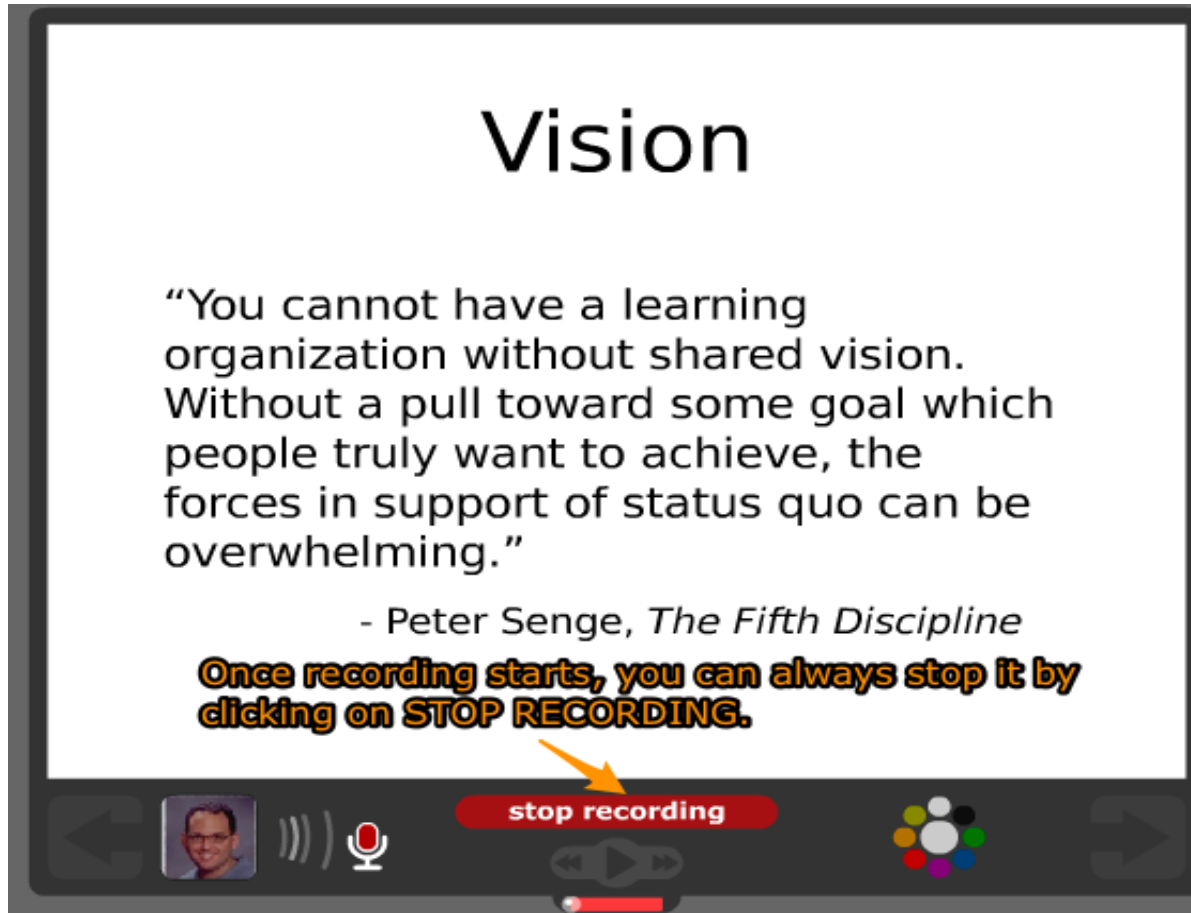 Vision
“You cannot have a learning
organization without shared vision.
Without a pull toward some goal which
people truly want to achieve, the
forces in support of status quo can be
overwhelming.”
- Peter Senge, The Fifth Discipline
Once recording starts, you can always stop it by
clicking on STOP RECORDING.
stop recording